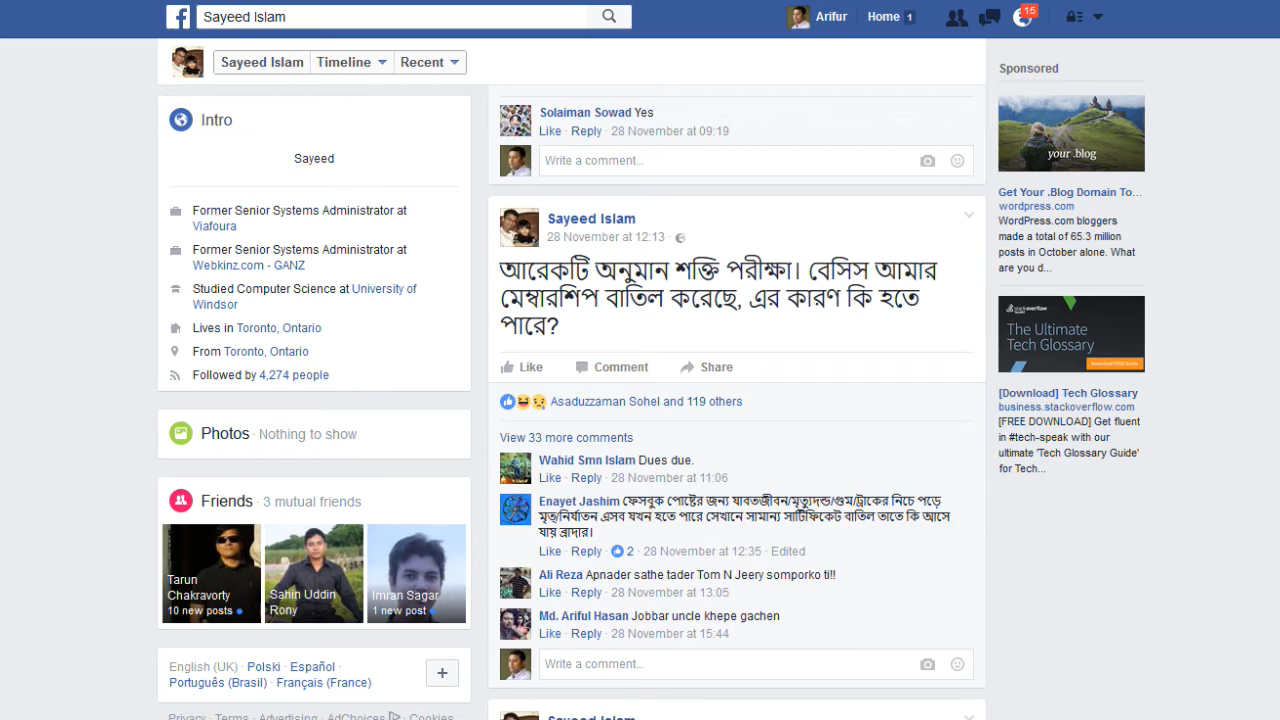 Sayeed Islam
Arifur
Home 1
15
Sayeed Islam
Timeline
Recent
Intro
Sayeed
Former Senior Systems Administrator at
Viafoura
Former Senior Systems Administrator at
Webkinz.com - GANZ
Studied Computer Science at University of
Windsor
Lives in Toronto, Ontario
From Toronto, Ontario
Followed by 4,274 people
Photos · Nothing to show
Friends · 3 mutual friends
Tarun
Chakravorty
10 new posts
Sahin Uddin
Rony
Imran Sagar
1 new post
English (UK) · Polski · Español ·
Português (Brasil) · Français (France)
Privacy · Terms · Advertising · AdChoices · Cookies
Solaiman Sowad Yes
Like · Reply · 28 November at 09:19
Write a comment...
Sayeed Islam
28 November at 12:13 ·
আরেকটি অনুমান শক্তি পরীক্ষা। বেসিস আমার
মেম্বারশিপ বাতিল করেছে, এর কারণ কি হতে
পারে?
Like
Comment
Share
Asaduzzaman Sohel and 119 others
View 33 more comments
Wahid Smn Islam Dues due.
Like · Reply · 28 November at 11:06
Enayet Jashim ফেসবুক পোষ্টের জন্য যাবতজীবন/মৃত্যুদন্ড/গুম/ট্রাকের নিচে পড়ে
মৃত্য/নির্যাতন এসব যখন হতে পারে সেখানে সামান্য সার্টিফিকেট বাতিল তাতে কি আসে
যায় ব্রাদার।
Like · Reply · 2 · 28 November at 12:35 · Edited
Ali Reza Apnader sathe tader Tom N Jeery somporko ti!!
Like · Reply · 28 November at 13:05
Md. Ariful Hasan Jobbar uncle khepe gachen
Like · Reply · 28 November at 15:44
Write a comment...
Sayeed Islam
Sponsored
your .blog
Get Your .Blog Domain To...
wordpress.com
WordPress.com bloggers
made a total of 65.3 million
posts in October alone. What
are you d...
stackoverflow
The Ultimate
Tech Glossary
[Download] Tech Glossary
business.stackoverflow.com
[FREE DOWNLOAD] Get fluent
in #tech-speak with our
ultimate 'Tech Glossary Guide'
for Tech...